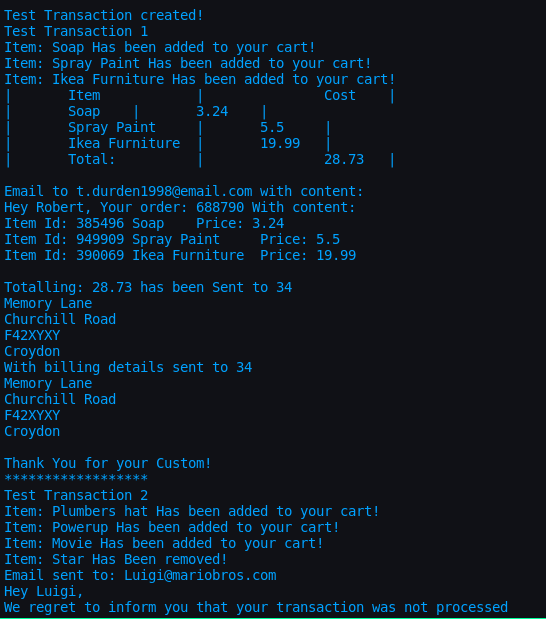 Test Transaction created!
Test Transaction 1
Item: Soap Has been added to your cart!
Item: Spray Paint Has been added to your cart!
Item: Ikea Furniture Has been added to your cart!
|       Item            |               Cost    |
|       Soap    |       3.24    |
|       Spray Paint     |       5.5     |
|       Ikea Furniture  |       19.99   |
|       Total:          |               28.73   |
Email to t.durden1998@email.com with content:
Hey Robert, Your order: 688790 With content:
Item Id: 385496 Soap    Price: 3.24
Item Id: 949909 Spray Paint     Price: 5.5
Item Id: 390069 Ikea Furniture  Price: 19.99
Totalling: 28.73 has been Sent to 34
Memory Lane
Churchill Road
F42XYXY
Croydon
With billing details sent to 34
Memory Lane
Churchill Road
F42XYXY
Croydon
Thank You for your Custom!
******************
Test Transaction 2
Item: Plumbers hat Has been added to your cart!
Item: Powerup Has been added to your cart!
Item: Movie Has been added to your cart!
Item: Star Has Been removed!
Email sent to: Luigi@mariobros.com
Hey Luigi,
We regret to inform you that your transaction was not processed